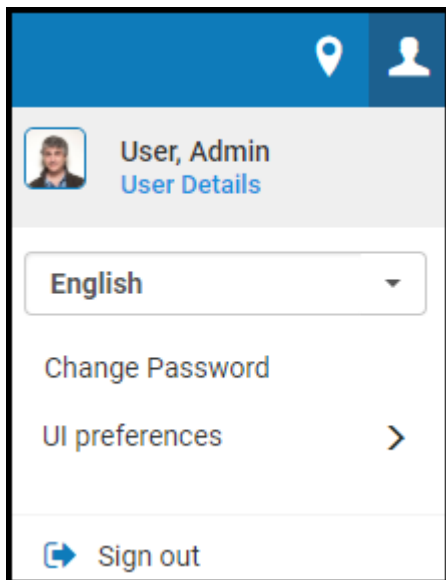 User, Admin
User Details
English
Change Password
UI preferences
Sign out